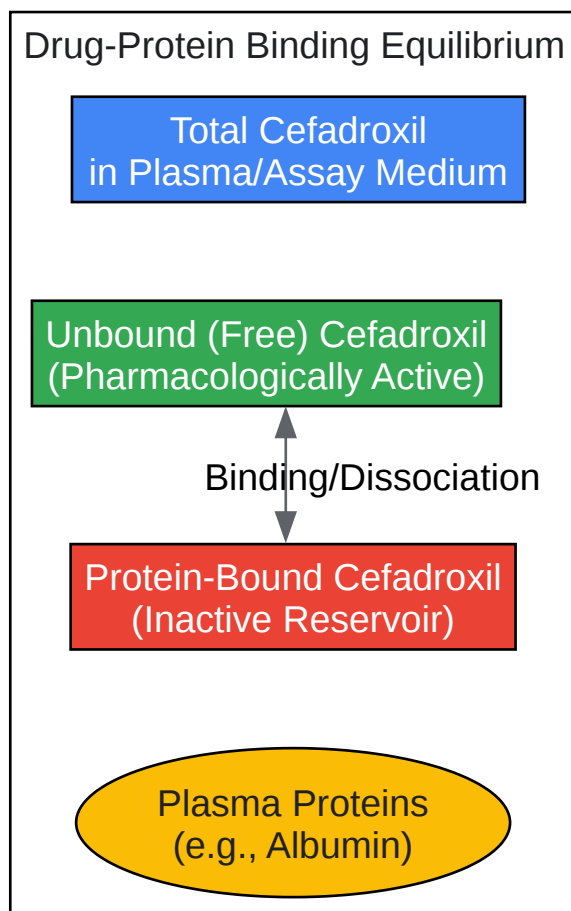 Drug-Protein Binding Equilibrium
Total Cefadroxil
in Plasma/Assay Medium
Unbound (Free) Cefadroxil
(Pharmacologically Active)
Binding/Dissociation
Protein-Bound Cefadroxil
(Inactive Reservoir)
Plasma Proteins
(e.g., Albumin)